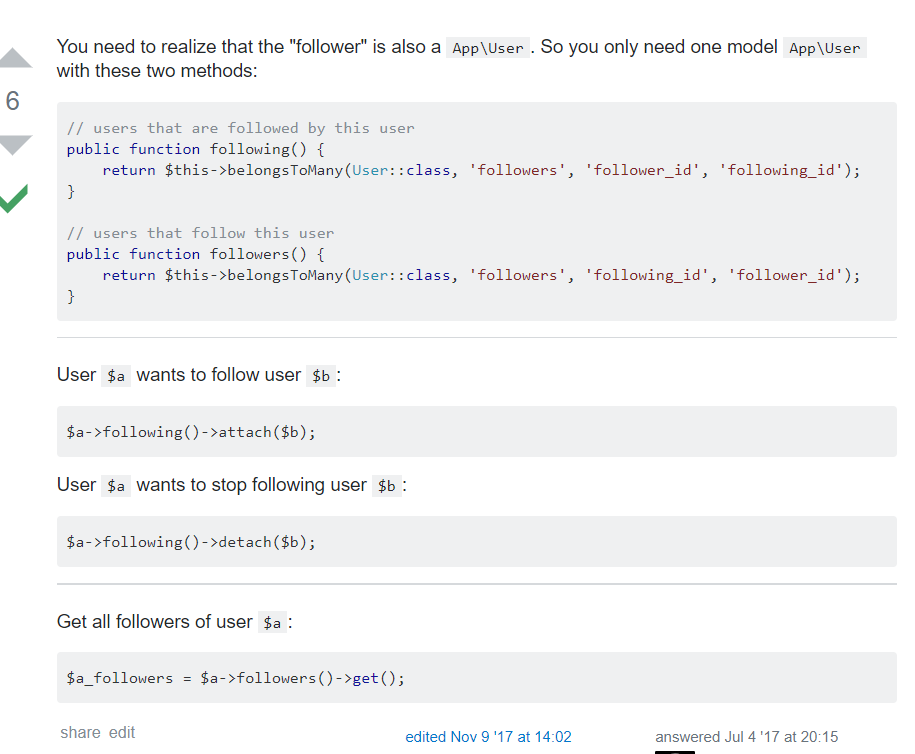 You need to realize that the "follower" is also a App\User . So you only need one model App\User
with these two methods:
6
// users that are followed by this user
public function following() {
    return $this->belongsToMany(User::class, 'followers', 'follower_id', 'following_id');
}
// users that follow this user
public function followers() {
    return $this->belongsToMany(User::class, 'followers', 'following_id', 'follower_id');
}
User $a wants to follow user $b :
$a->following()->attach($b);
User $a wants to stop following user $b :
$a->following()->detach($b);
Get all followers of user $a :
$a_followers = $a->followers()->get();
share edit edited Nov 9 '17 at 14:02 answered Jul 4 '17 at 20:15